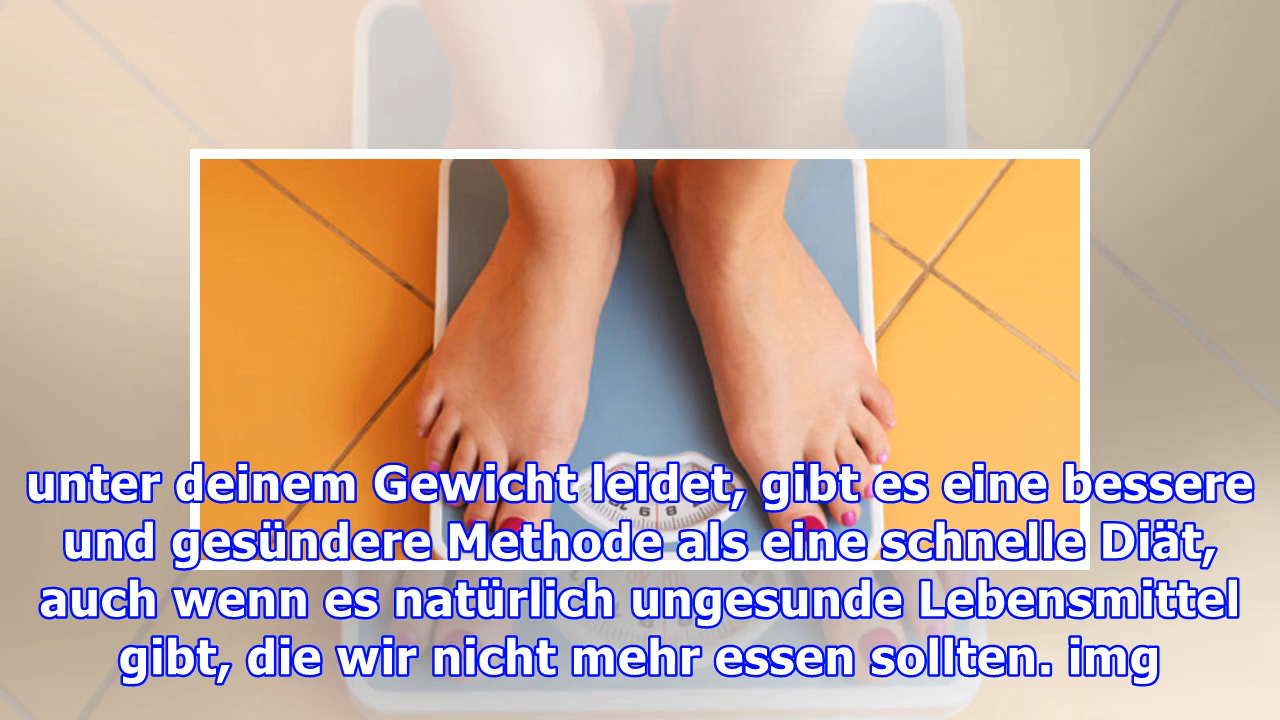 unter deinem Gewicht leidet, gibt es eine bessere
und gesündere Methode als eine schnelle Diät,
auch wenn es natürlich ungesunde Lebensmittel
gibt, die wir nicht mehr essen sollten. img